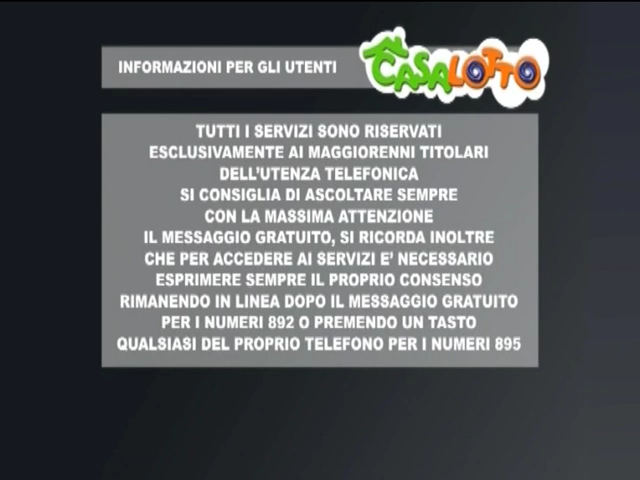 INFORMAZIONI PER GLI UTENTI
CASALOTTO
TUTTI I SERVIZI SONO RISERVATI
ESCLUSIVAMENTE AI MAGGIORENNI TITOLARI
DELL'UTENZA TELEFONICA
SI CONSIGLIA DI ASCOLTARE SEMPRE
CON LA MASSIMA ATTENZIONE
IL MESSAGGIO GRATUITO, SI RICORDA INOLTRE
CHE PER ACCEDERE AI SERVIZI E' NECESSARIO
ESPRIMERE SEMPRE IL PROPRIO CONSENSO
RIMANENDO IN LINEA DOPO IL MESSAGGIO GRATUITO
PER I NUMERI 892 O PREMENDO UN TASTO
QUALSIASI DEL PROPRIO TELEFONO PER I NUMERI 895